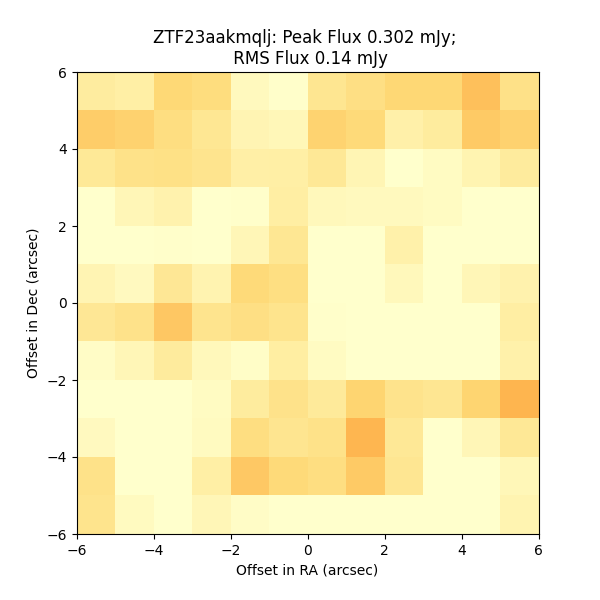 ZTF23aakmqlj: Peak Flux 0.302 mJy;
RMS Flux 0.14 mJy
6
4
2
0
−2
−4
−6
Offset in Dec (arcsec)
−6 −4 −2 0 2 4 6
Offset in RA (arcsec)